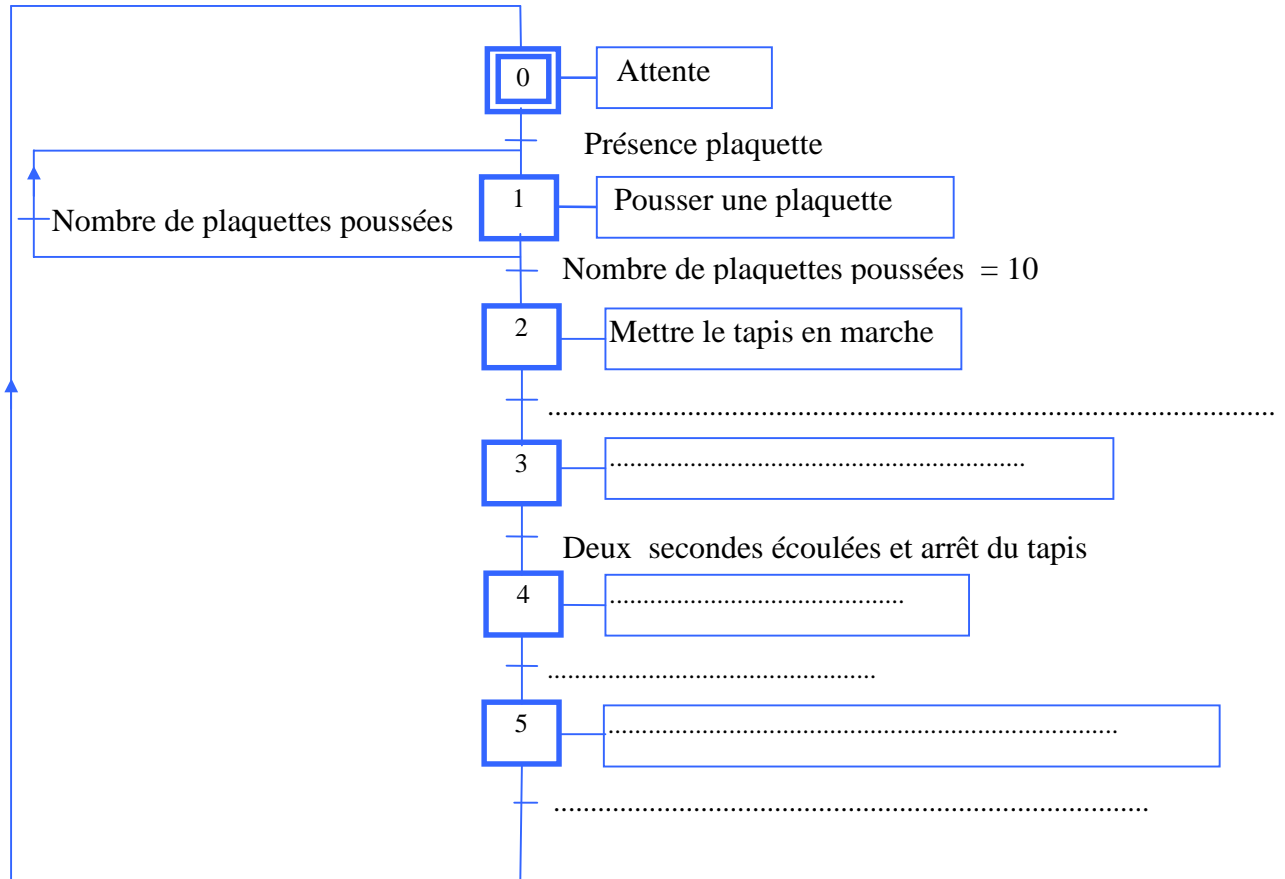 0
Attente
Présence plaquette
1
Pousser une plaquette
Nombre de plaquettes poussées
Nombre de plaquettes poussées = 10
2
Mettre le tapis en marche
....................................................................................................
3
..............................................................
Deux secondes écoulées et arrêt du tapis
4
............................................
.................................................
5
............................................................................
.................................................................................